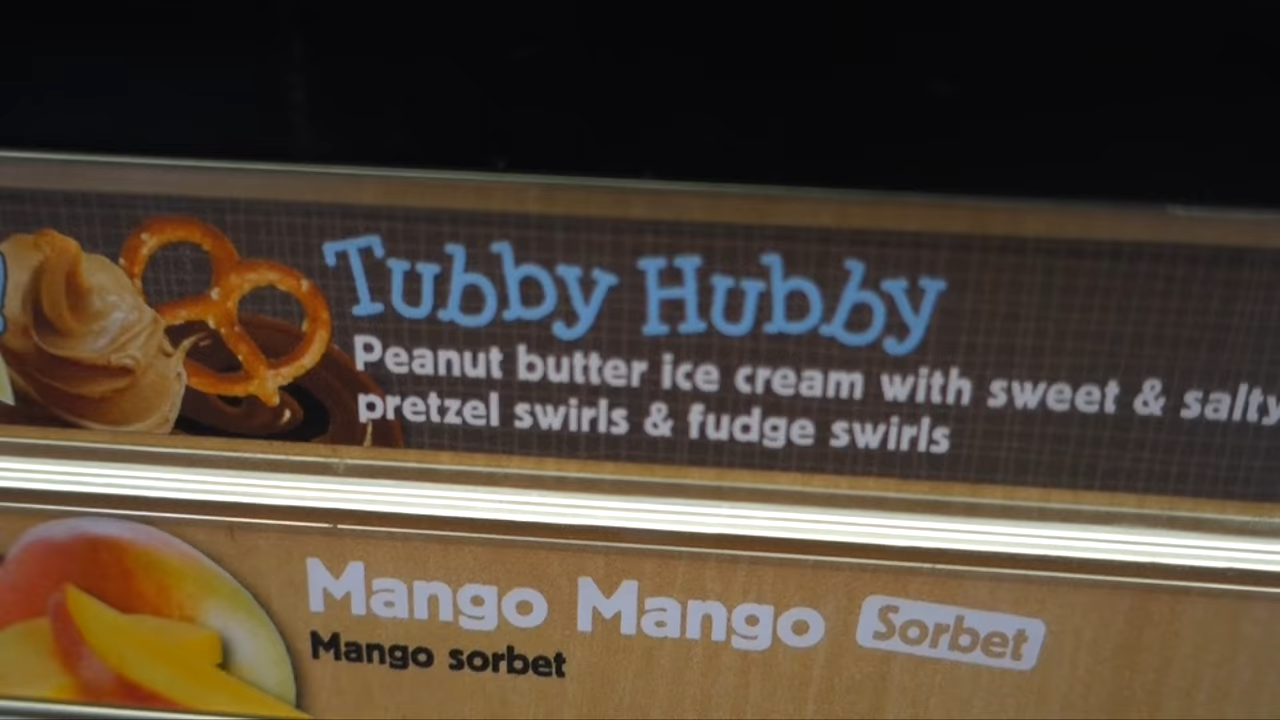 Tubby Hubby
Peanut butter ice cream with sweet & salty
pretzel swirls & fudge swirls
Mango Mango Sorbet
Mango sorbet